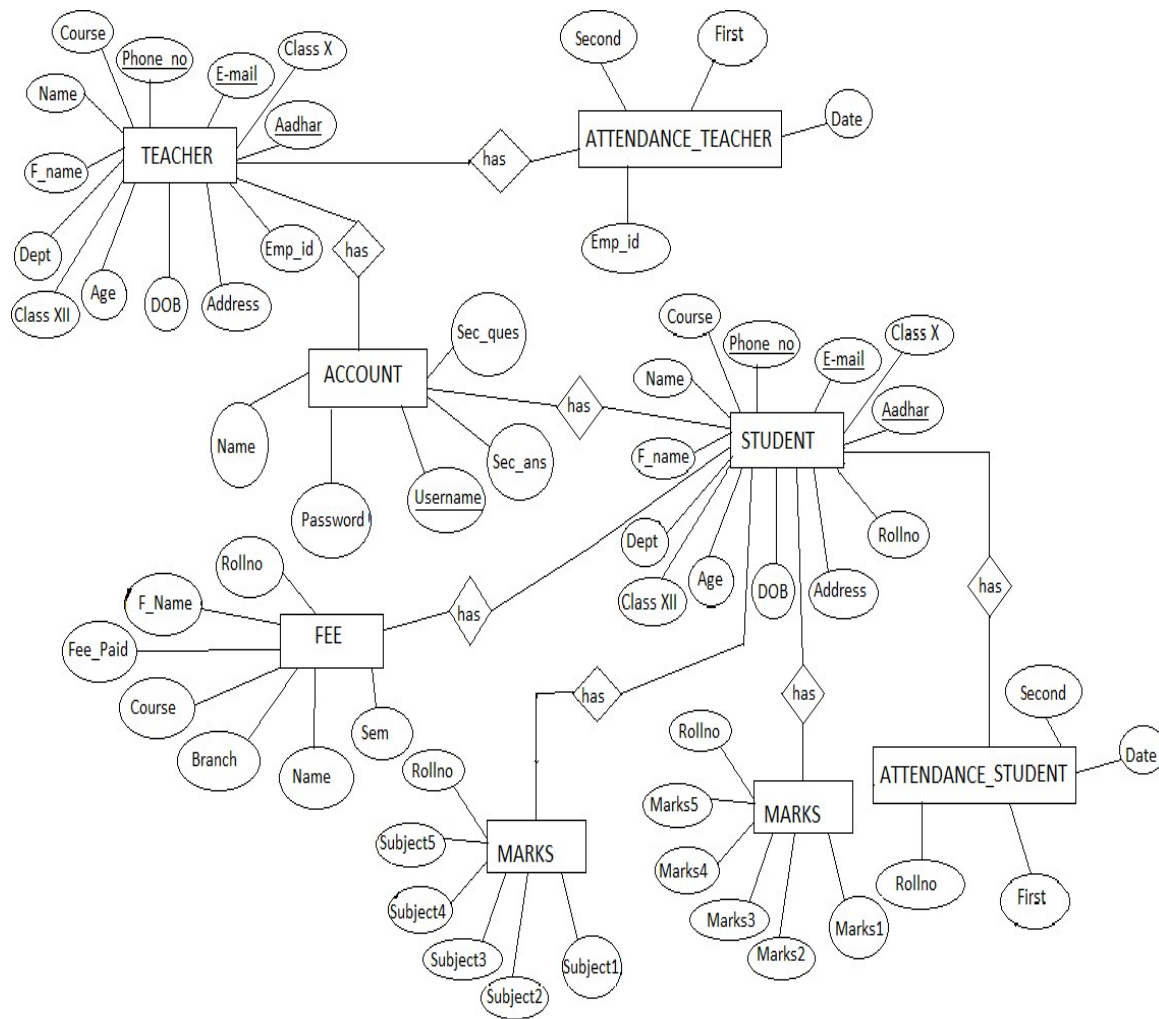 Course
Phone_no
E-mail
Class X
Name
Aadhar
TEACHER
F_name
Dept
Class XII
Age
DOB
Address
Emp_id
has
Second
First
ATTENDANCE_TEACHER
Date
Emp_id
has
ACCOUNT
Sec_ques
Name
Password
Username
Sec_ans
has
Course
Phone_no
E-mail
Class X
Name
Aadhar
STUDENT
F_name
Dept
Class XII
Age
DOB
Address
Rollno
has
Rollno
F_Name
FEE
Fee_Paid
Course
Branch
Name
Sem
has
Rollno
Subject5
MARKS
Subject4
Subject3
Subject2
Subject1
has
Rollno
Marks5
MARKS
Marks4
Marks3
Marks2
Marks1
has
Second
Date
ATTENDANCE_STUDENT
Rollno
First